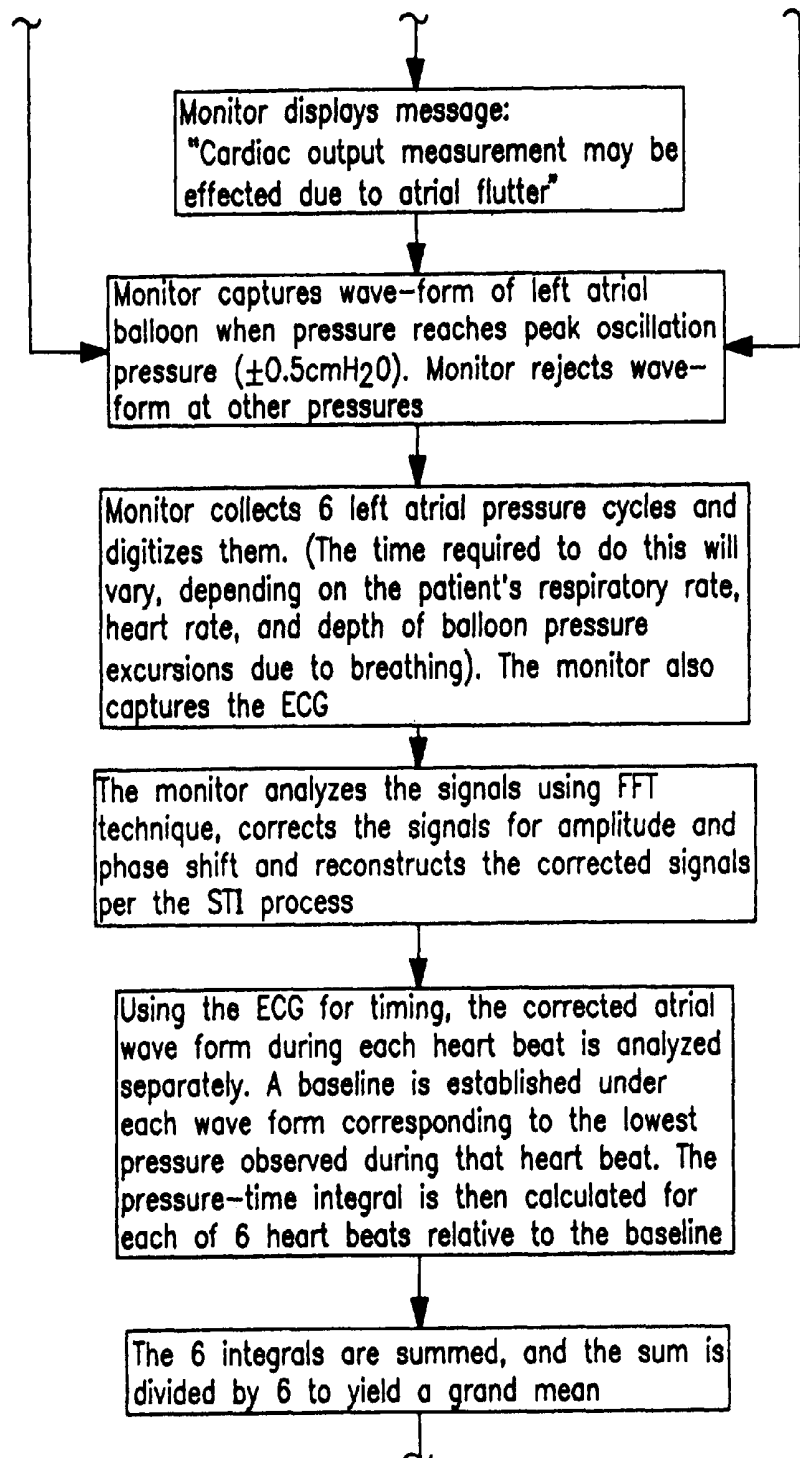 Monitor displays message:
"Cardiac output measurement may be
effected due to atrial flutter"
Monitor captures wave-form of left atrial
balloon when pressure reaches peak oscillation
pressure (±0.5cmH2O). Monitor rejects wave-
form at other pressures
Monitor collects 6 left atrial pressure cycles and
digitizes them. (The time required to do this will
vary, depending on the patient's respiratory rate,
heart rate, and depth of balloon pressure
excursions due to breathing). The monitor also
captures the ECG
The monitor analyzes the signals using FFT
technique, corrects the signals for amplitude and
phase shift and reconstructs the corrected signals
per the STI process
Using the ECG for timing, the corrected atrial
wave form during each heart beat is analyzed
separately. A baseline is established under
each wave form corresponding to the lowest
pressure observed during that heart beat. The
pressure-time integral is then calculated for
each of 6 heart beats relative to the baseline
The 6 integrals are summed, and the sum is
divided by 6 to yield a grand mean